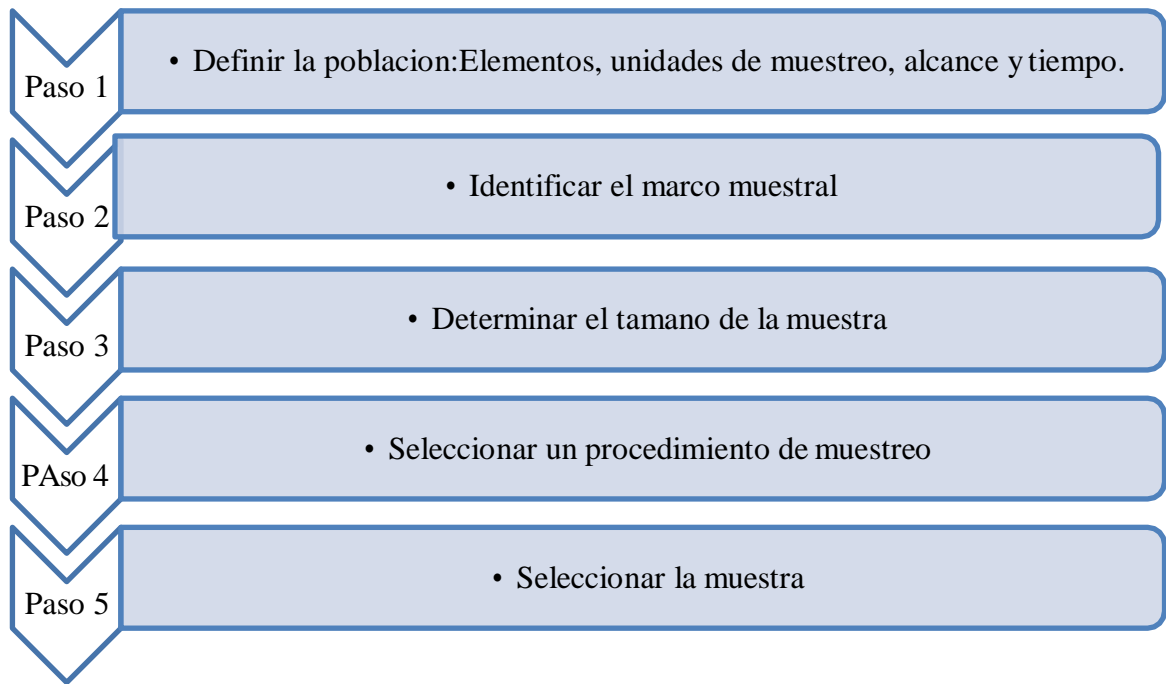 Paso 1
• Definir la poblacion:Elementos, unidades de muestreo, alcance y tiempo.
Paso 2
• Identificar el marco muestral
Paso 3
• Determinar el tamano de la muestra
PAso 4
• Seleccionar un procedimiento de muestreo
Paso 5
• Seleccionar la muestra